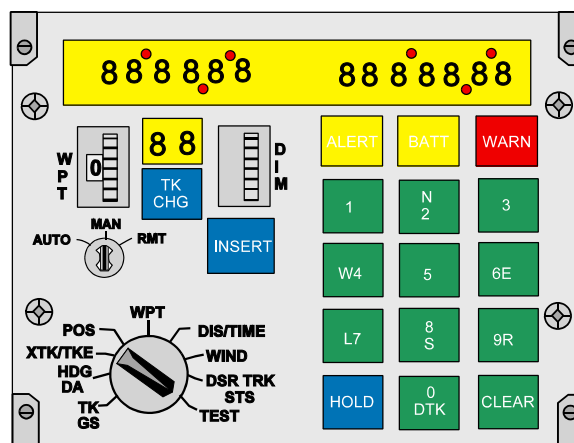 888888
8888888
WPT
0
88
TK
CHG
DIM
ALERT
BATT
WARN
AUTO
MAN
RMT
INSERT
1
N
2
3
W4
5
6E
L7
8
S
9R
HOLD
0
DTK
CLEAR
WPT
POS
DIS/TIME
XTK/TKE
WIND
HDG
DA
DSR TRK
STS
TK
GS
TEST